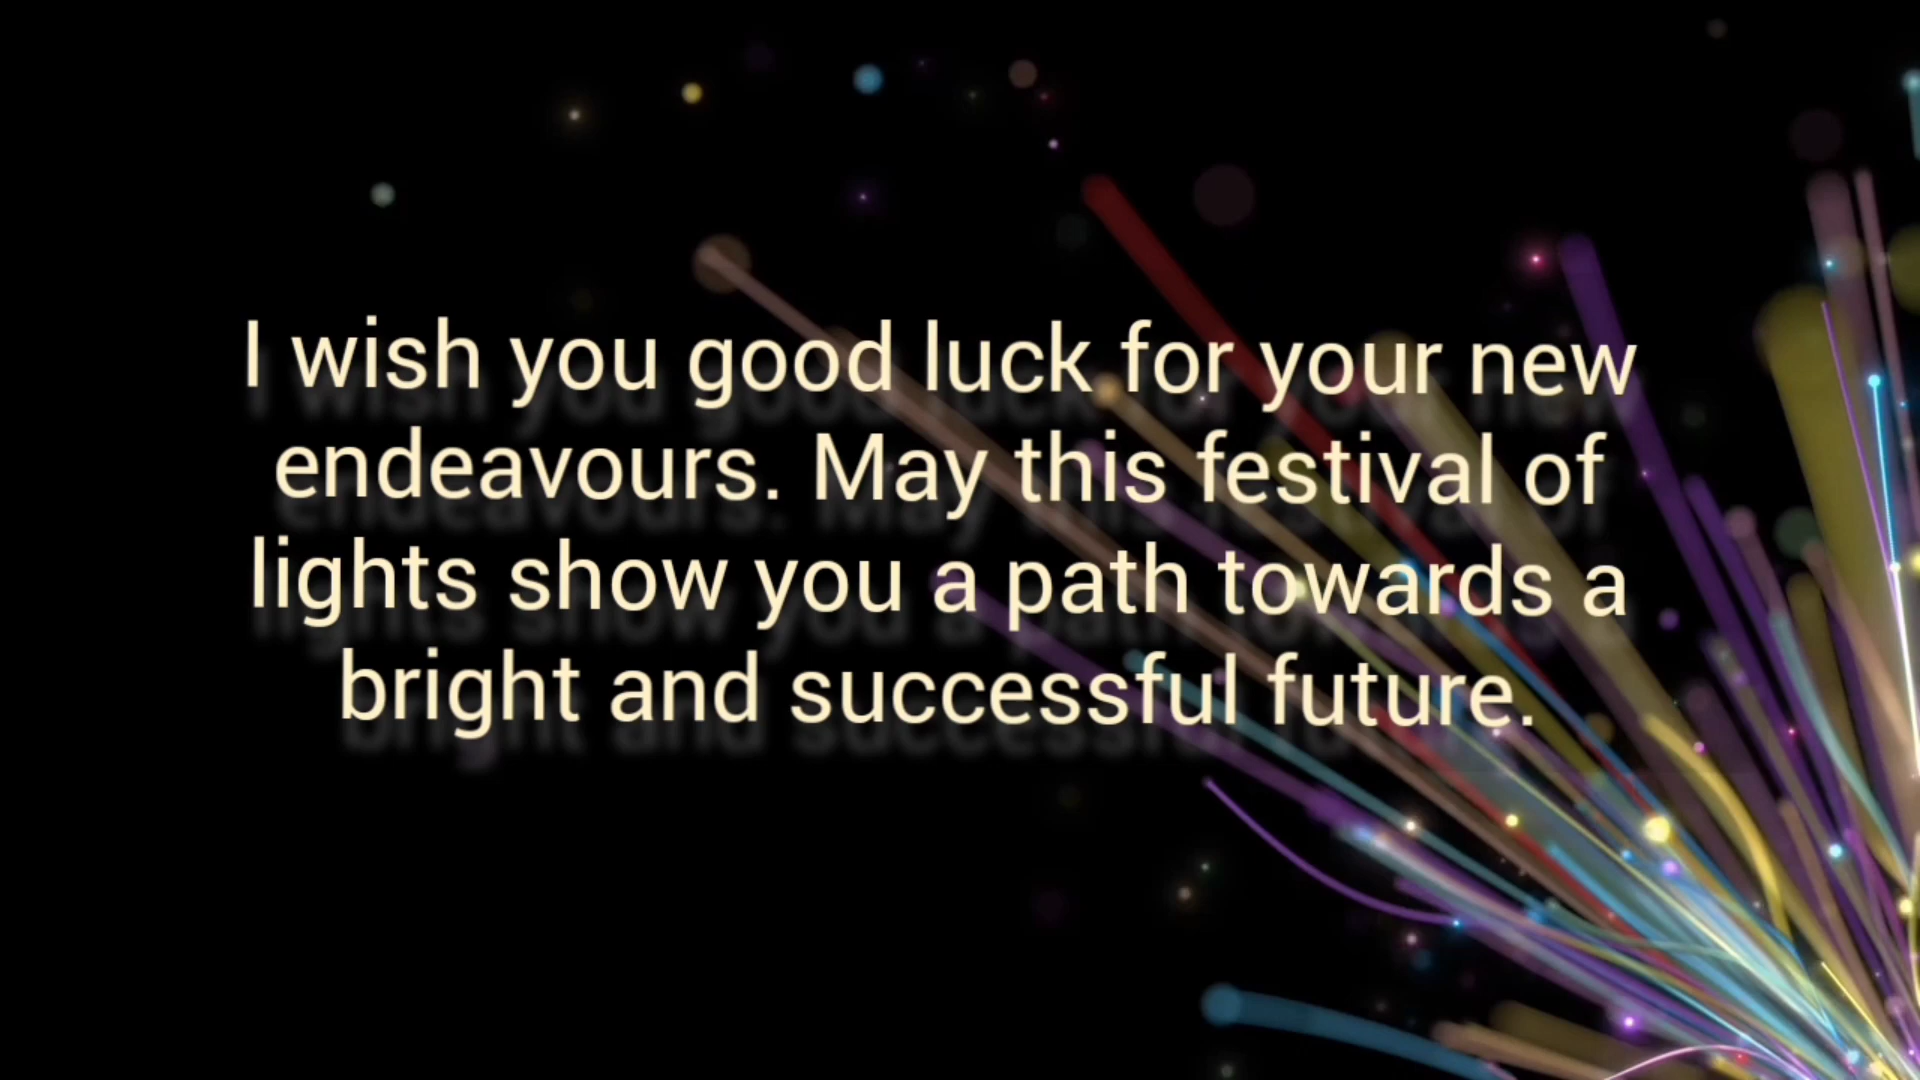 I wish you good luck for your new
endeavours. May this festival of
lights show you a path towards a
bright and successful future.